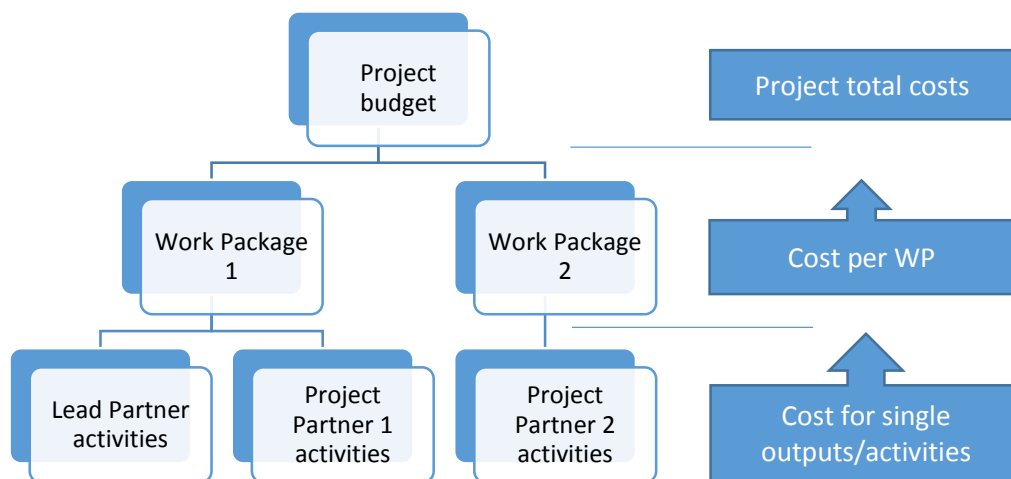 Project
budget
Project total costs
Work Package
1
Work Package
2
Cost per WP
Lead Partner
activities
Project
Partner 1
activities
Project
Partner 2
activities
Cost for single
outputs/activities